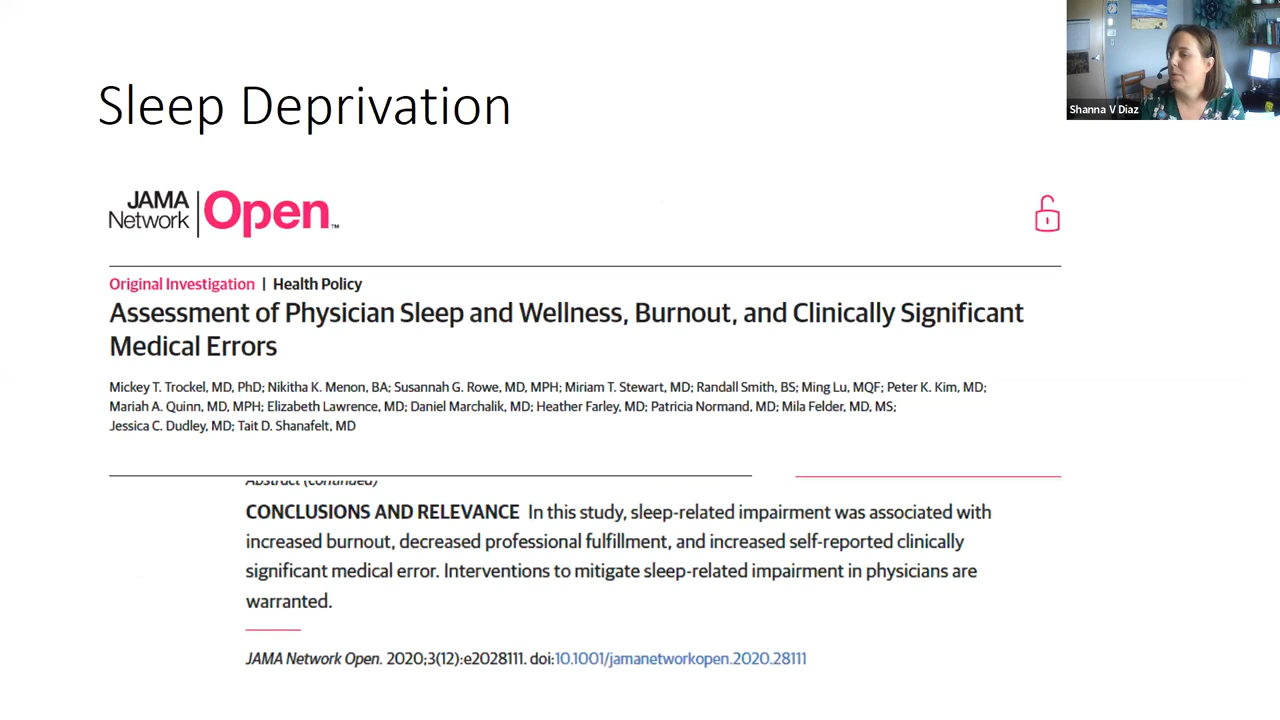 Sleep Deprivation
Shanna V Diaz
JAMA
Network
Open™
Original Investigation | Health Policy
Assessment of Physician Sleep and Wellness, Burnout, and Clinically Significant
Medical Errors
Mickey T. Trockel, MD, PhD; Nikitha K. Menon, BA; Susannah G. Rowe, MD, MPH; Miriam T. Stewart, MD; Randall Smith, BS; Ming Lu, MQF; Peter K. Kim, MD;
Mariah A. Quinn, MD, MPH; Elizabeth Lawrence, MD; Daniel Marchalik, MD; Heather Farley, MD; Patricia Normand, MD; Mila Felder, MD, MS;
Jessica C. Dudley, MD; Tait D. Shanafelt, MD
Abstract (continued)
CONCLUSIONS AND RELEVANCE In this study, sleep-related impairment was associated with
increased burnout, decreased professional fulfillment, and increased self-reported clinically
significant medical error. Interventions to mitigate sleep-related impairment in physicians are
warranted.
JAMA Network Open. 2020;3(12):e2028111. doi:10.1001/jamanetworkopen.2020.28111